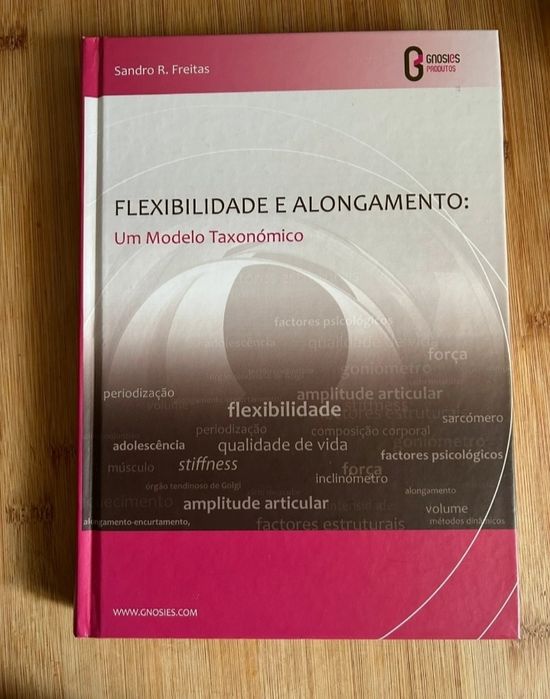 Sandro R. Freitas
GNOSIES
PRODUTOS
FLEXIBILIDADE E ALONGAMENTO:
Um Modelo Taxonómico
factores psicológicos
adolescência
qualidade de vida
força
goniómetro
periodização
amplitude articular
volume
flexibilidade
factores estruturais
sarcómero
periodização
composição corporal
adolescência
qualidade de vida
goniómetro
factores psicológicos
músculo
stiffness
força
inclinómetro
órgão tendinoso de Golgi
alongamento
amplitude articular
volume
alongamento-encurtamento,
factores estruturais
métodos dinâmicos
WWW.GNOSIES.COM